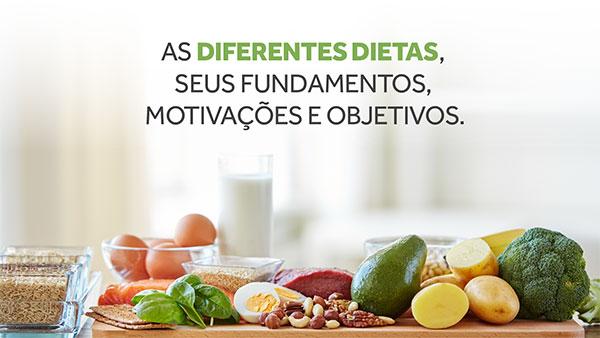 AS DIFERENTES DIETAS,
SEUS FUNDAMENTOS,
MOTIVAÇÕES E OBJETIVOS.